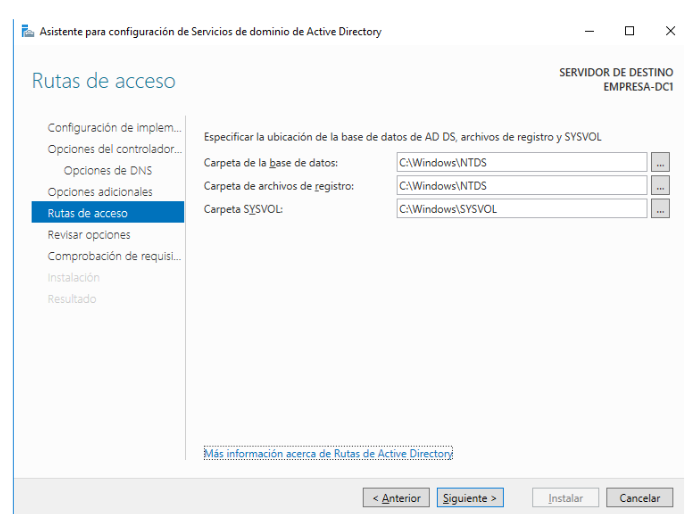 Asistente para configuración de Servicios de dominio de Active Directory
Rutas de acceso
SERVIDOR DE DESTINO
EMPRESA-DC1
Configuración de implem...
Opciones del controlador...
Opciones de DNS
Opciones adicionales
Rutas de acceso
Revisar opciones
Comprobación de requisi...
Instalación
Resultado
Especificar la ubicación de la base de datos de AD DS, archivos de registro y SYSVOL
Carpeta de la base de datos: C:\Windows\NTDS ...
Carpeta de archivos de registro: C:\Windows\NTDS ...
Carpeta SYSVOL: C:\Windows\SYSVOL ...
Más información acerca de Rutas de Active Directory
< Anterior Siguiente > Instalar Cancelar